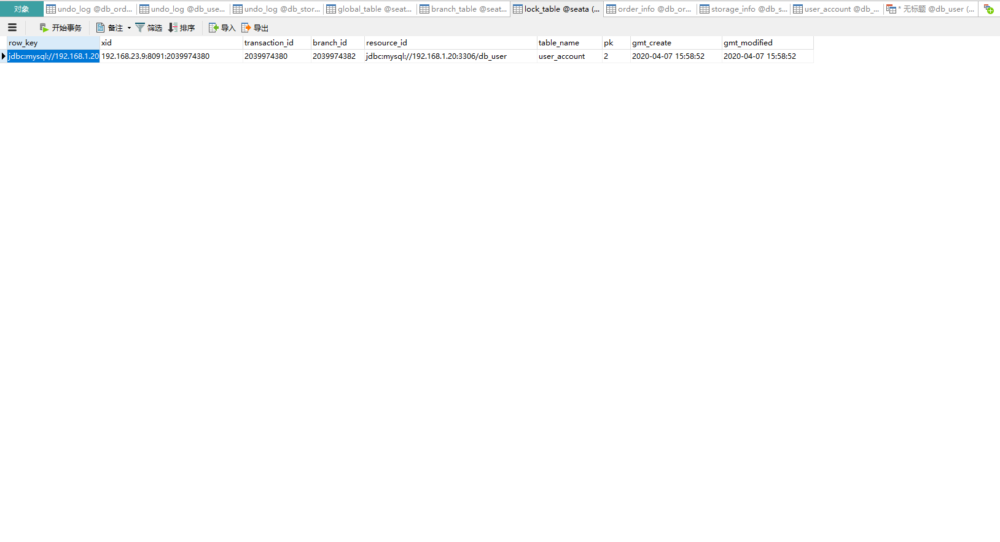 对象 undo_log @db_ord... undo_log @db_use... undo_log @db_stor... global_table @seat... branch_table @seat... lock_table @seata (... order_info @db_or... storage_info @db_s... user_account @db_... * 无标题 @db_user (...
开始事务 备注 筛选 排序 导入 导出
row_key xid transaction_id branch_id resource_id table_name pk gmt_create gmt_modified
jdbc:mysql://192.168.1.20 192.168.23.9:8091:2039974380 2039974380 2039974382 jdbc:mysql://192.168.1.20:3306/db_user user_account 2 2020-04-07 15:58:52 2020-04-07 15:58:52